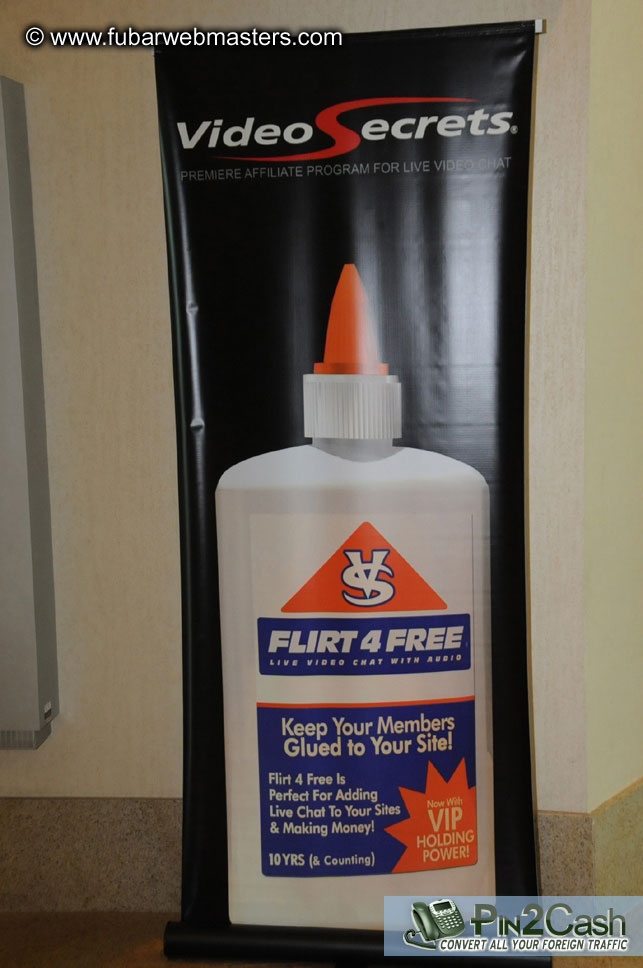 © www.fubarwebmasters.com
VideoSecrets®
PREMIERE AFFILIATE PROGRAM FOR LIVE VIDEO CHAT
VS
FLIRT 4 FREE
LIVE VIDEO CHAT WITH AUDIO
Keep Your Members
Glued to Your Site!
Flirt 4 Free Is
Perfect For Adding
Live Chat To Your Sites
& Making Money!
10 YRS (& Counting)
Now With
VIP
HOLDING
POWER!
Pin2Cash
CONVERT ALL YOUR FOREIGN TRAFFIC